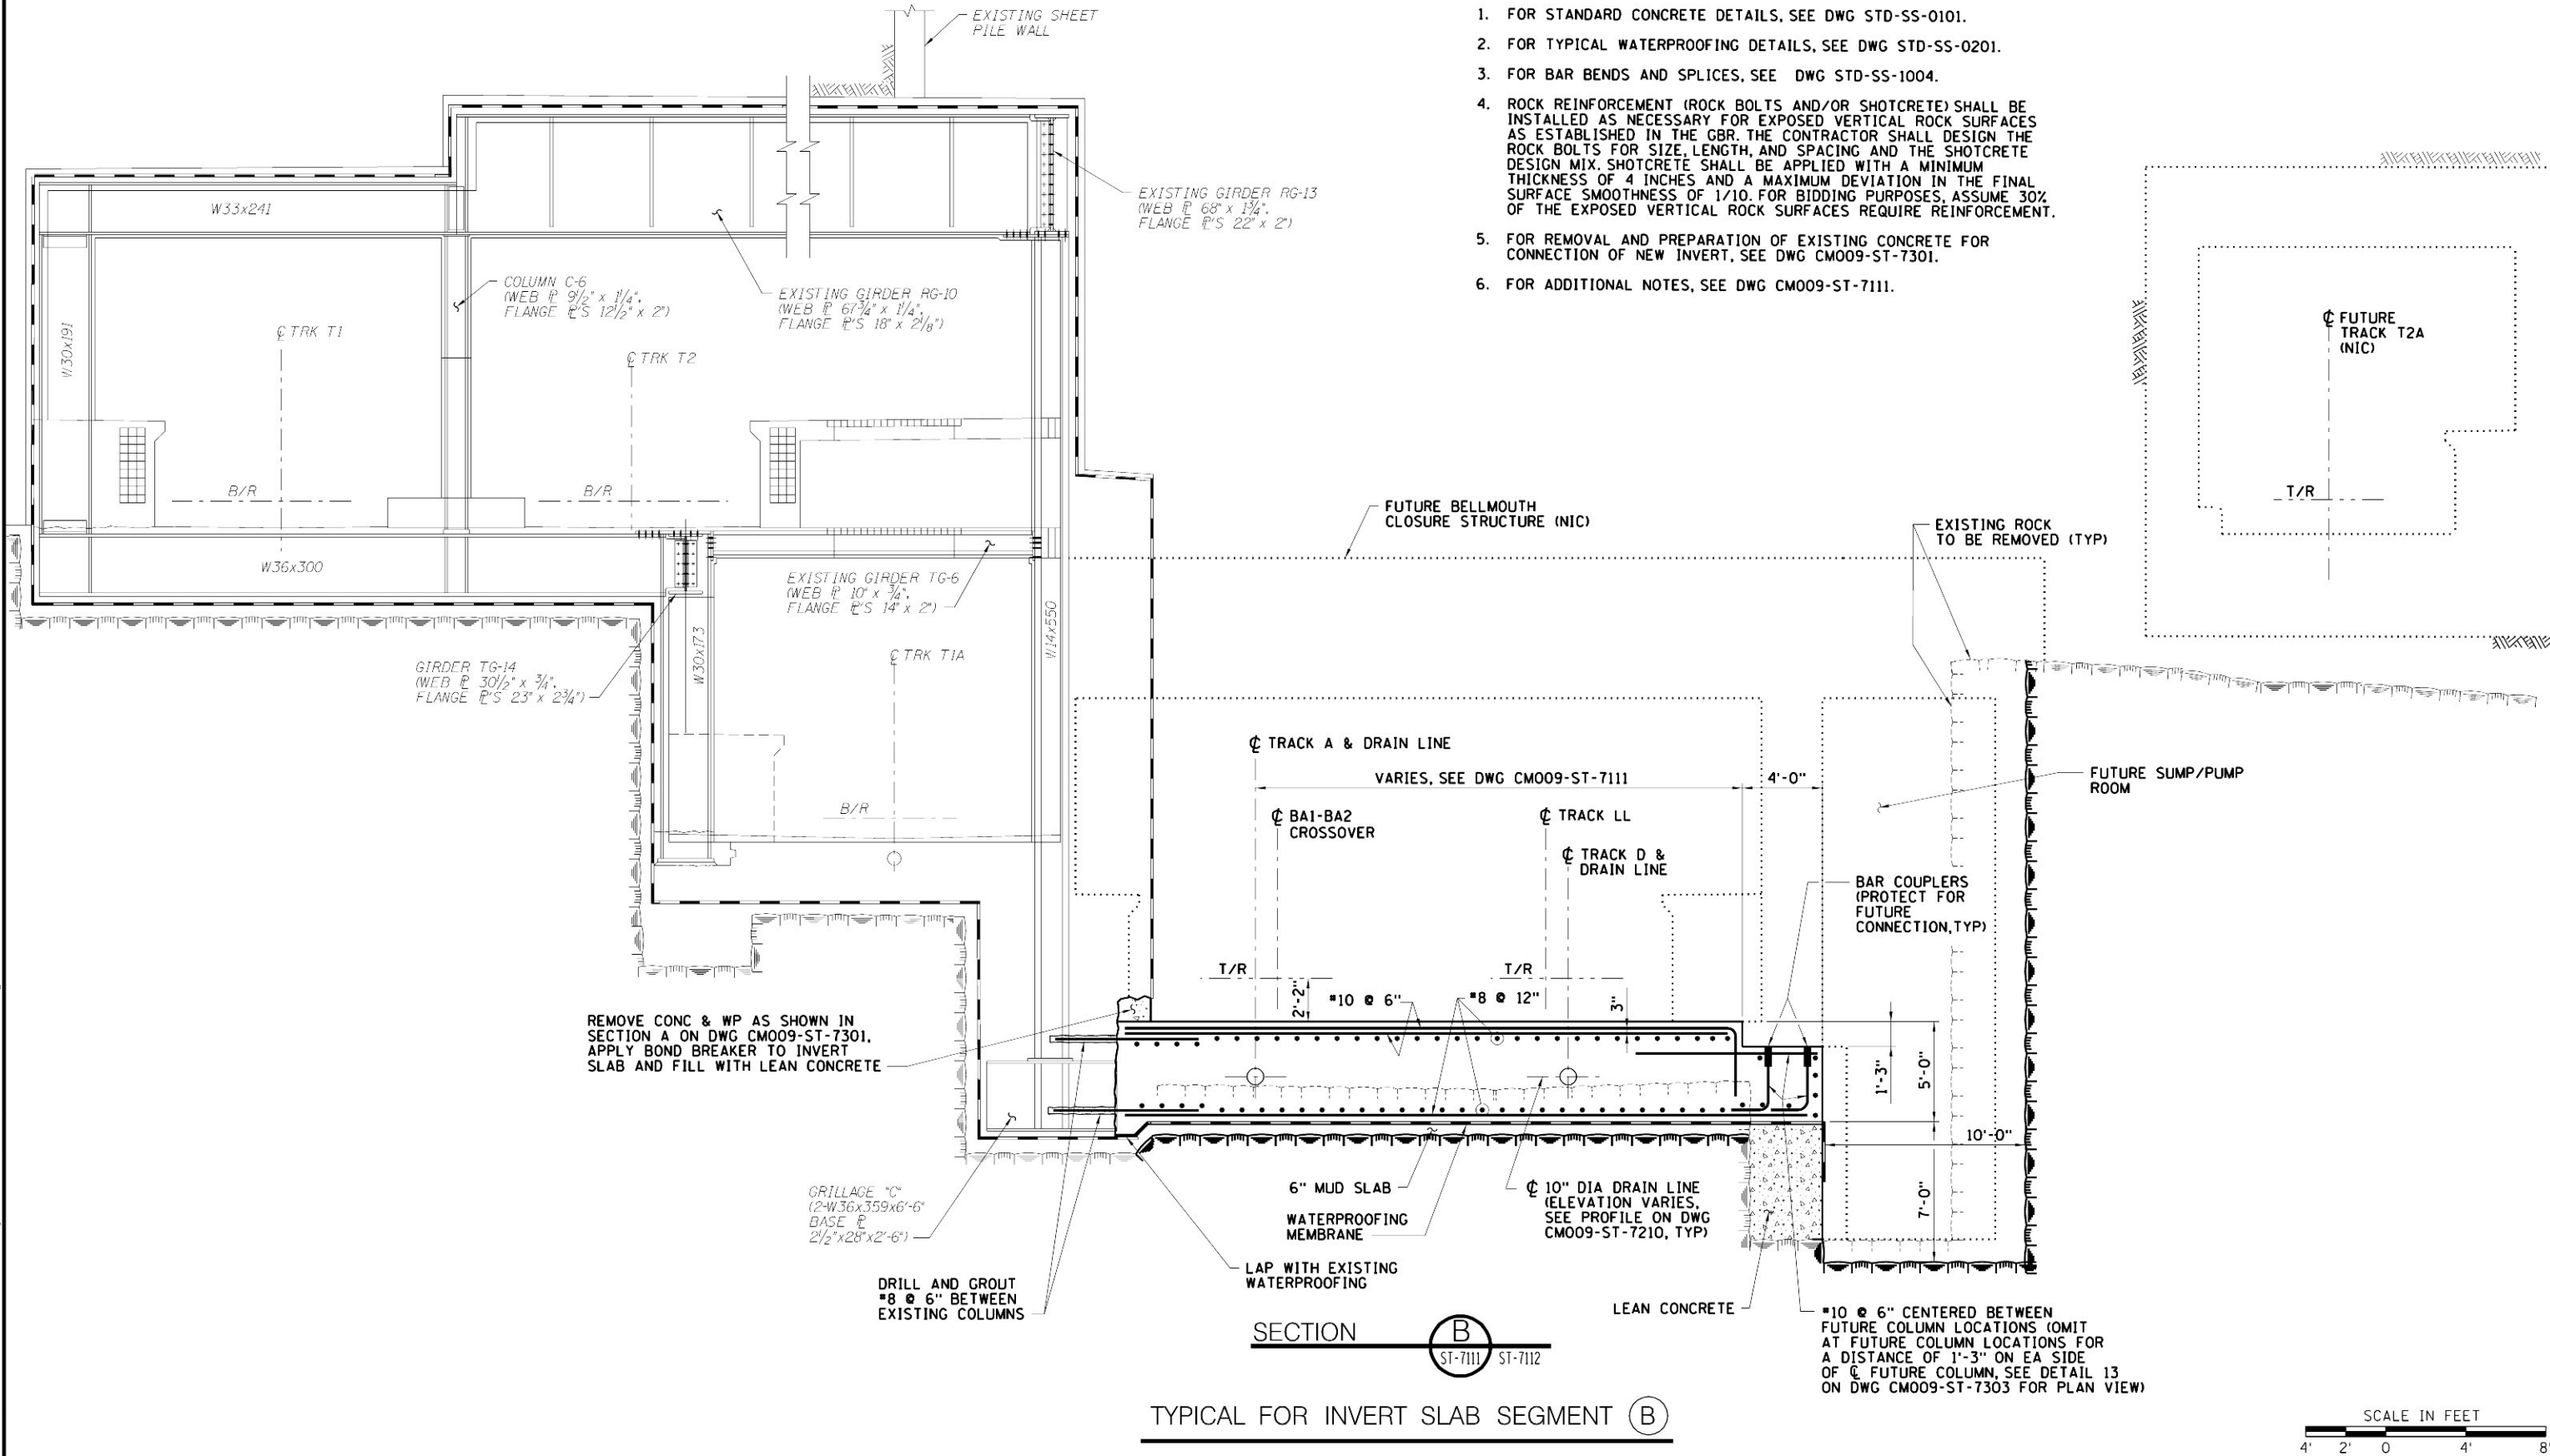 EXISTING SHEET
PILE WALL
1. FOR STANDARD CONCRETE DETAILS, SEE DWG STD-SS-0101.
2. FOR TYPICAL WATERPROOFING DETAILS, SEE DWG STD-SS-0201.
3. FOR BAR BENDS AND SPLICES, SEE DWG STD-SS-1004.
4. ROCK REINFORCEMENT (ROCK BOLTS AND/OR SHOTCRETE) SHALL BE
INSTALLED AS NECESSARY FOR EXPOSED VERTICAL ROCK SURFACES
AS ESTABLISHED IN THE GBR. THE CONTRACTOR SHALL DESIGN THE
ROCK BOLTS FOR SIZE, LENGTH, AND SPACING AND THE SHOTCRETE
DESIGN MIX. SHOTCRETE SHALL BE APPLIED WITH A MINIMUM
THICKNESS OF 4 INCHES AND A MAXIMUM DEVIATION IN THE FINAL
SURFACE SMOOTHNESS OF 1/10. FOR BIDDING PURPOSES, ASSUME 30%
OF THE EXPOSED VERTICAL ROCK SURFACES REQUIRE REINFORCEMENT.
5. FOR REMOVAL AND PREPARATION OF EXISTING CONCRETE FOR
CONNECTION OF NEW INVERT, SEE DWG CM009-ST-7301.
6. FOR ADDITIONAL NOTES, SEE DWG CM009-ST-7111.
W33x241
EXISTING GIRDER RG-13
(WEB ℙ 68" x 1¾",
FLANGE ℙ'S 22" x 2")
COLUMN C-6
(WEB ℙ 9½" x 1¼",
FLANGE ℙ'S 12½" x 2")
EXISTING GIRDER RG-10
(WEB ℙ 67¾" x 1¼",
FLANGE ℙ'S 18" x 2⅛")
W30x191
℄ TRK T1
℄ TRK T2
℄ FUTURE
TRACK T2A
(NIC)
B/R
B/R
T/R
FUTURE BELLMOUTH
CLOSURE STRUCTURE (NIC)
EXISTING ROCK
TO BE REMOVED (TYP)
W36x300
EXISTING GIRDER TG-6
(WEB ℙ 10" x ¾",
FLANGE ℙ'S 14" x 2")
W30x173
W14x550
℄ TRK T1A
GIRDER TG-14
(WEB ℙ 30½" x ¾",
FLANGE ℙ'S 23" x 2¾")
B/R
℄ TRACK A & DRAIN LINE
VARIES, SEE DWG CM009-ST-7111
4'-0"
FUTURE SUMP/PUMP
ROOM
℄ BA1-BA2
CROSSOVER
℄ TRACK LL
℄ TRACK D &
DRAIN LINE
BAR COUPLERS
(PROTECT FOR
FUTURE
CONNECTION, TYP)
T/R
T/R
2'-2"
#10 @ 6"
#8 @ 12"
3"
REMOVE CONC & WP AS SHOWN IN
SECTION A ON DWG CM009-ST-7301,
APPLY BOND BREAKER TO INVERT
SLAB AND FILL WITH LEAN CONCRETE
1'-3"
5'-0"
10'-0"
7'-0"
GRILLAGE "C"
(2-W36x359x6'-6"
BASE ℙ
2½"x28"x2'-6")
6" MUD SLAB
WATERPROOFING
MEMBRANE
℄ 10" DIA DRAIN LINE
(ELEVATION VARIES,
SEE PROFILE ON DWG
CM009-ST-7210, TYP)
LAP WITH EXISTING
WATERPROOFING
DRILL AND GROUT
#8 @ 6" BETWEEN
EXISTING COLUMNS
LEAN CONCRETE
#10 @ 6" CENTERED BETWEEN
FUTURE COLUMN LOCATIONS (OMIT
AT FUTURE COLUMN LOCATIONS FOR
A DISTANCE OF 1'-3" ON EA SIDE
OF ℄ FUTURE COLUMN, SEE DETAIL 13
ON DWG CM009-ST-7303 FOR PLAN VIEW)
SECTION B
ST-7111 ST-7112
TYPICAL FOR INVERT SLAB SEGMENT B
SCALE IN FEET
4' 2' 0 4' 8'